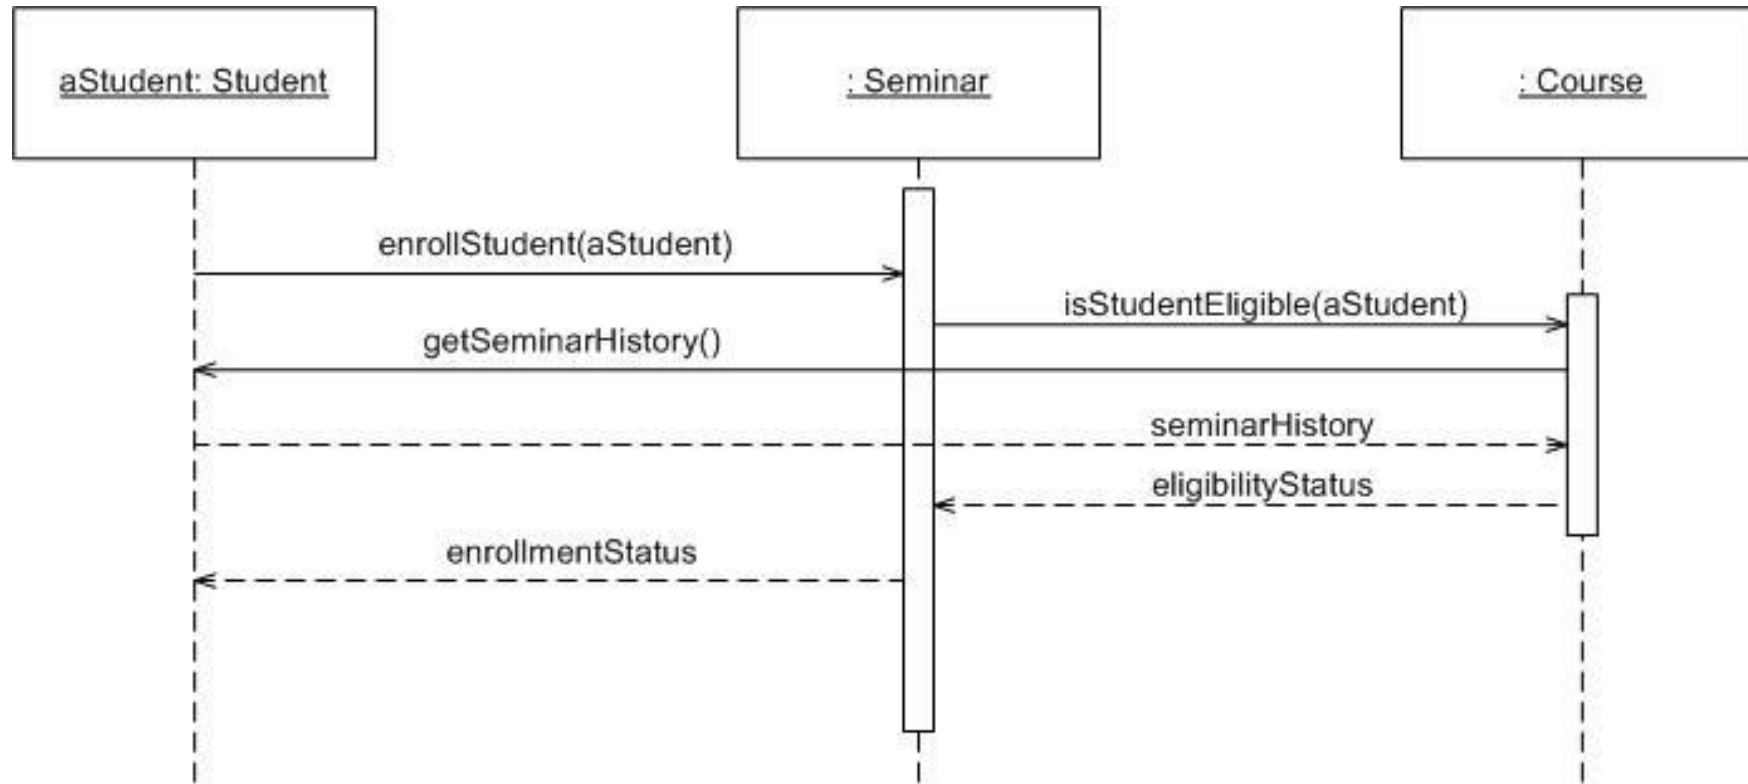 aStudent: Student
: Seminar
: Course
enrollStudent(aStudent)
isStudentEligible(aStudent)
getSeminarHistory()
seminarHistory
eligibilityStatus
enrollmentStatus